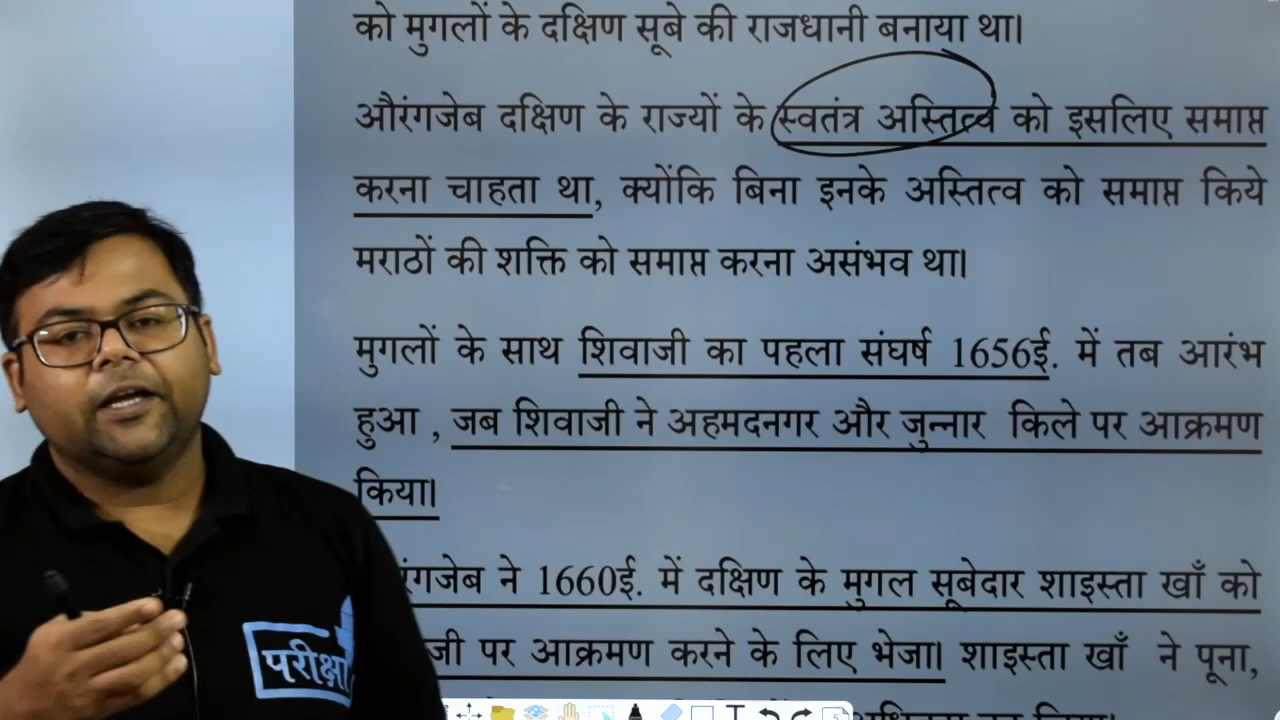 को मुगलों के दक्षिण सूबे की राजधानी बनाया था।
औरंगजेब दक्षिण के राज्यों के स्वतंत्र अस्तित्व को इसलिए समाप्त
करना चाहता था, क्योंकि बिना इनके अस्तित्व को समाप्त किये
मराठों की शक्ति को समाप्त करना असंभव था।
मुगलों के साथ शिवाजी का पहला संघर्ष 1656ई. में तब आरंभ
हुआ , जब शिवाजी ने अहमदनगर और जुन्नार किले पर आक्रमण
किया।
रंगजेब ने 1660ई. में दक्षिण के मुगल सूबेदार शाइस्ता खाँ को
जी पर आक्रमण करने के लिए भेजा। शाइस्ता खाँ ने पूना,
परीक्षा